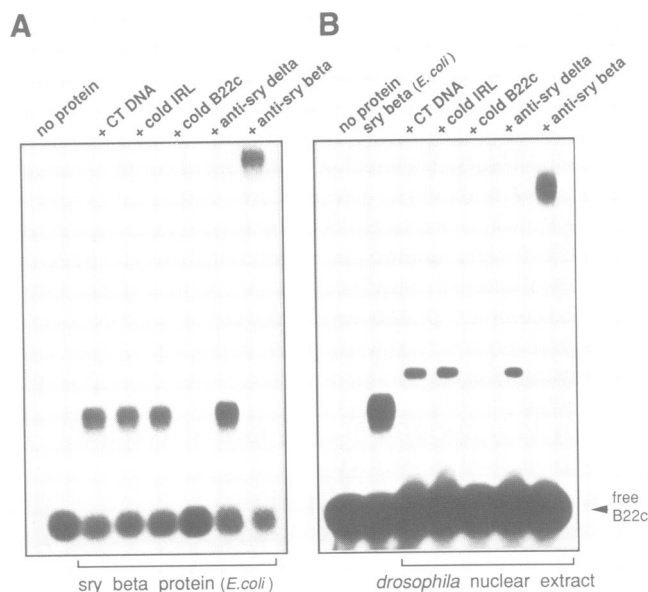 A
no protein
+ CT DNA
+ cold IRL
+ cold B22c
+ anti-sry delta
+ anti-sry beta
sry beta protein (E.coli)
B
no protein
sry beta (E. coli)
+ CT DNA
+ cold IRL
+ cold B22c
+ anti-sry delta
+ anti-sry beta
free
B22c
drosophila nuclear extract